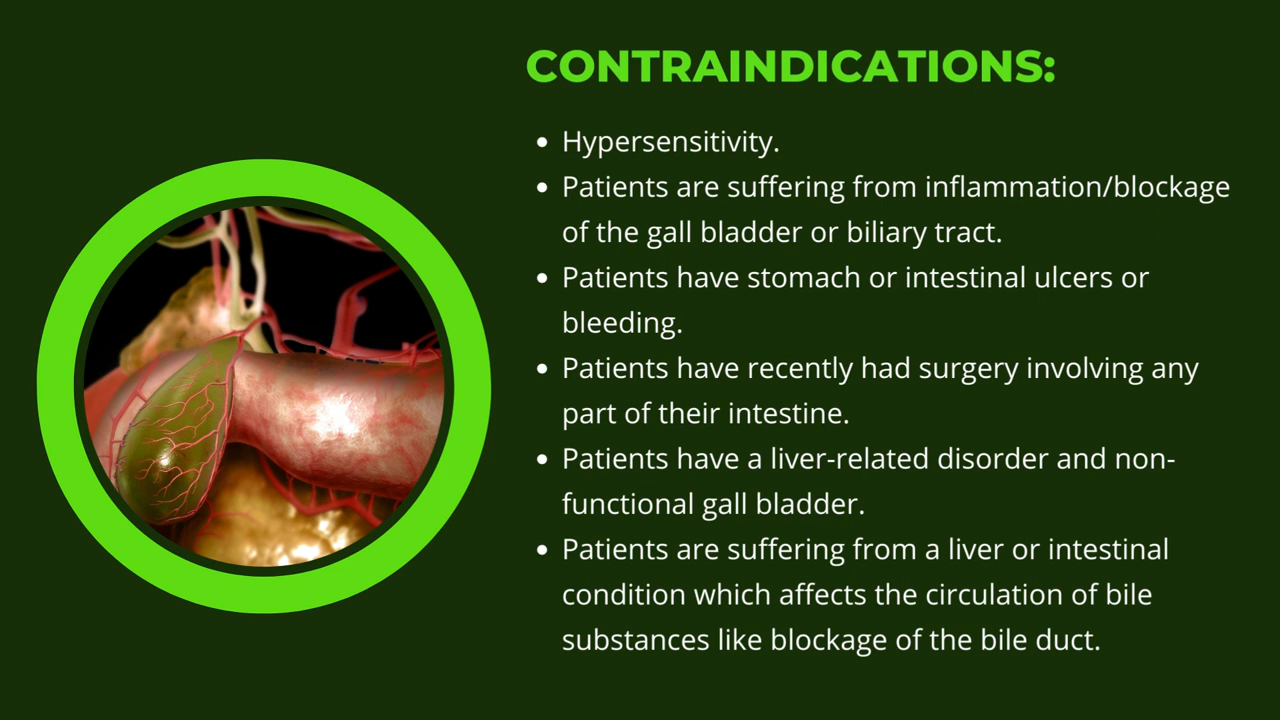 CONTRAINDICATIONS:
• Hypersensitivity.
• Patients are suffering from inflammation/blockage
of the gall bladder or biliary tract.
• Patients have stomach or intestinal ulcers or
bleeding.
• Patients have recently had surgery involving any
part of their intestine.
• Patients have a liver-related disorder and non-
functional gall bladder.
• Patients are suffering from a liver or intestinal
condition which affects the circulation of bile
substances like blockage of the bile duct.